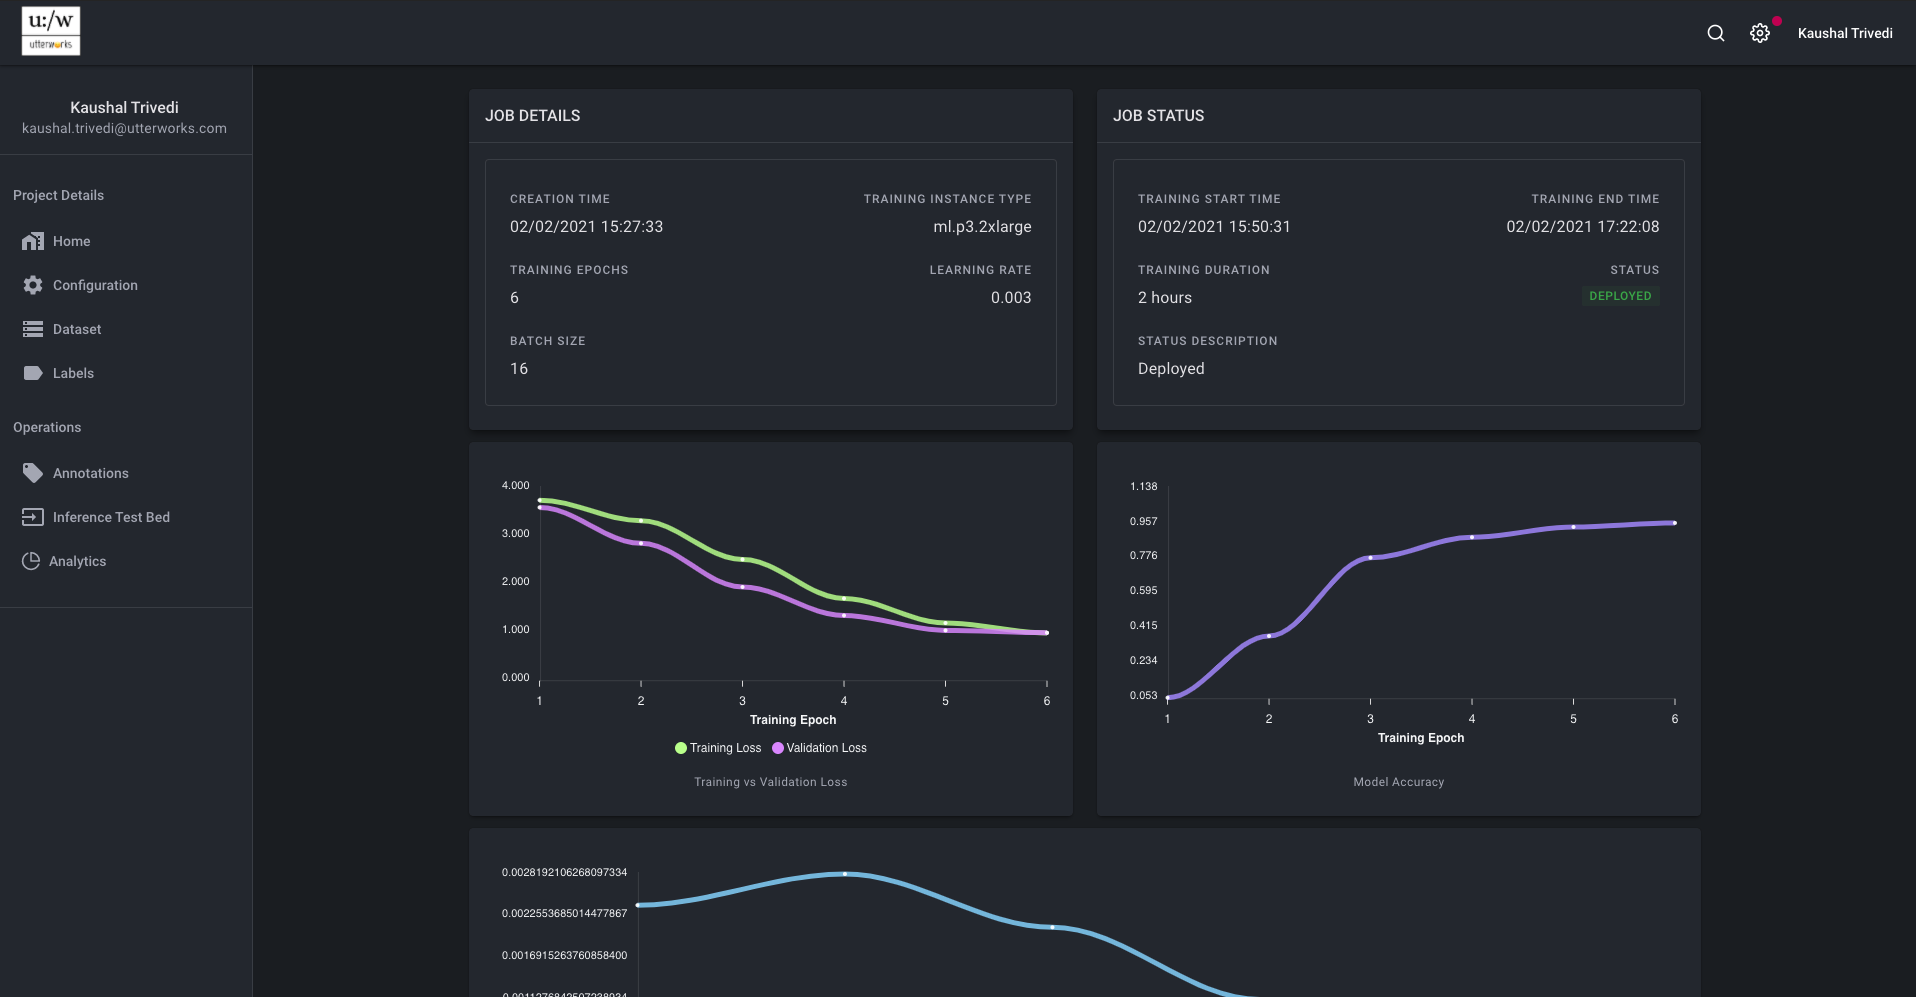 u:/w
utterworks
Kaushal Trivedi
Kaushal Trivedi
kaushal.trivedi@utterworks.com
Project Details
Home
Configuration
Dataset
Labels
Operations
Annotations
Inference Test Bed
Analytics
JOB DETAILS
CREATION TIME TRAINING INSTANCE TYPE
02/02/2021 15:27:33 ml.p3.2xlarge
TRAINING EPOCHS LEARNING RATE
6 0.003
BATCH SIZE
16
JOB STATUS
TRAINING START TIME TRAINING END TIME
02/02/2021 15:50:31 02/02/2021 17:22:08
TRAINING DURATION STATUS
2 hours DEPLOYED
STATUS DESCRIPTION
Deployed
4.000
3.000
2.000
1.000
0.000
1 2 3 4 5 6
Training Epoch
Training Loss Validation Loss
Training vs Validation Loss
1.138
0.957
0.776
0.595
0.415
0.234
0.053
1 2 3 4 5 6
Training Epoch
Model Accuracy
0.0028192106268097334
0.0022553685014477867
0.0016915263760858400